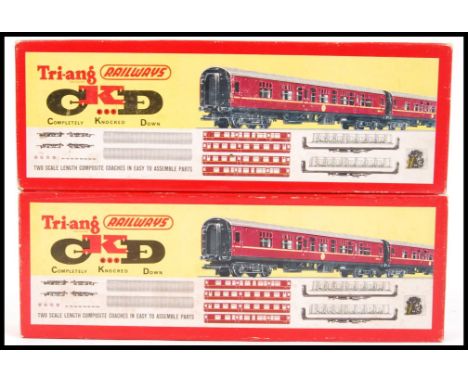 Tri-ang RAILWAYS
CKD
COMPLETELY KNOCKED DOWN
TWO SCALE LENGTH COMPOSITE COACHES IN EASY TO ASSEMBLE PARTS
Tri-ang RAILWAYS
CKD
COMPLETELY KNOCKED DOWN
TWO SCALE LENGTH COMPOSITE COACHES IN EASY TO ASSEMBLE PARTS